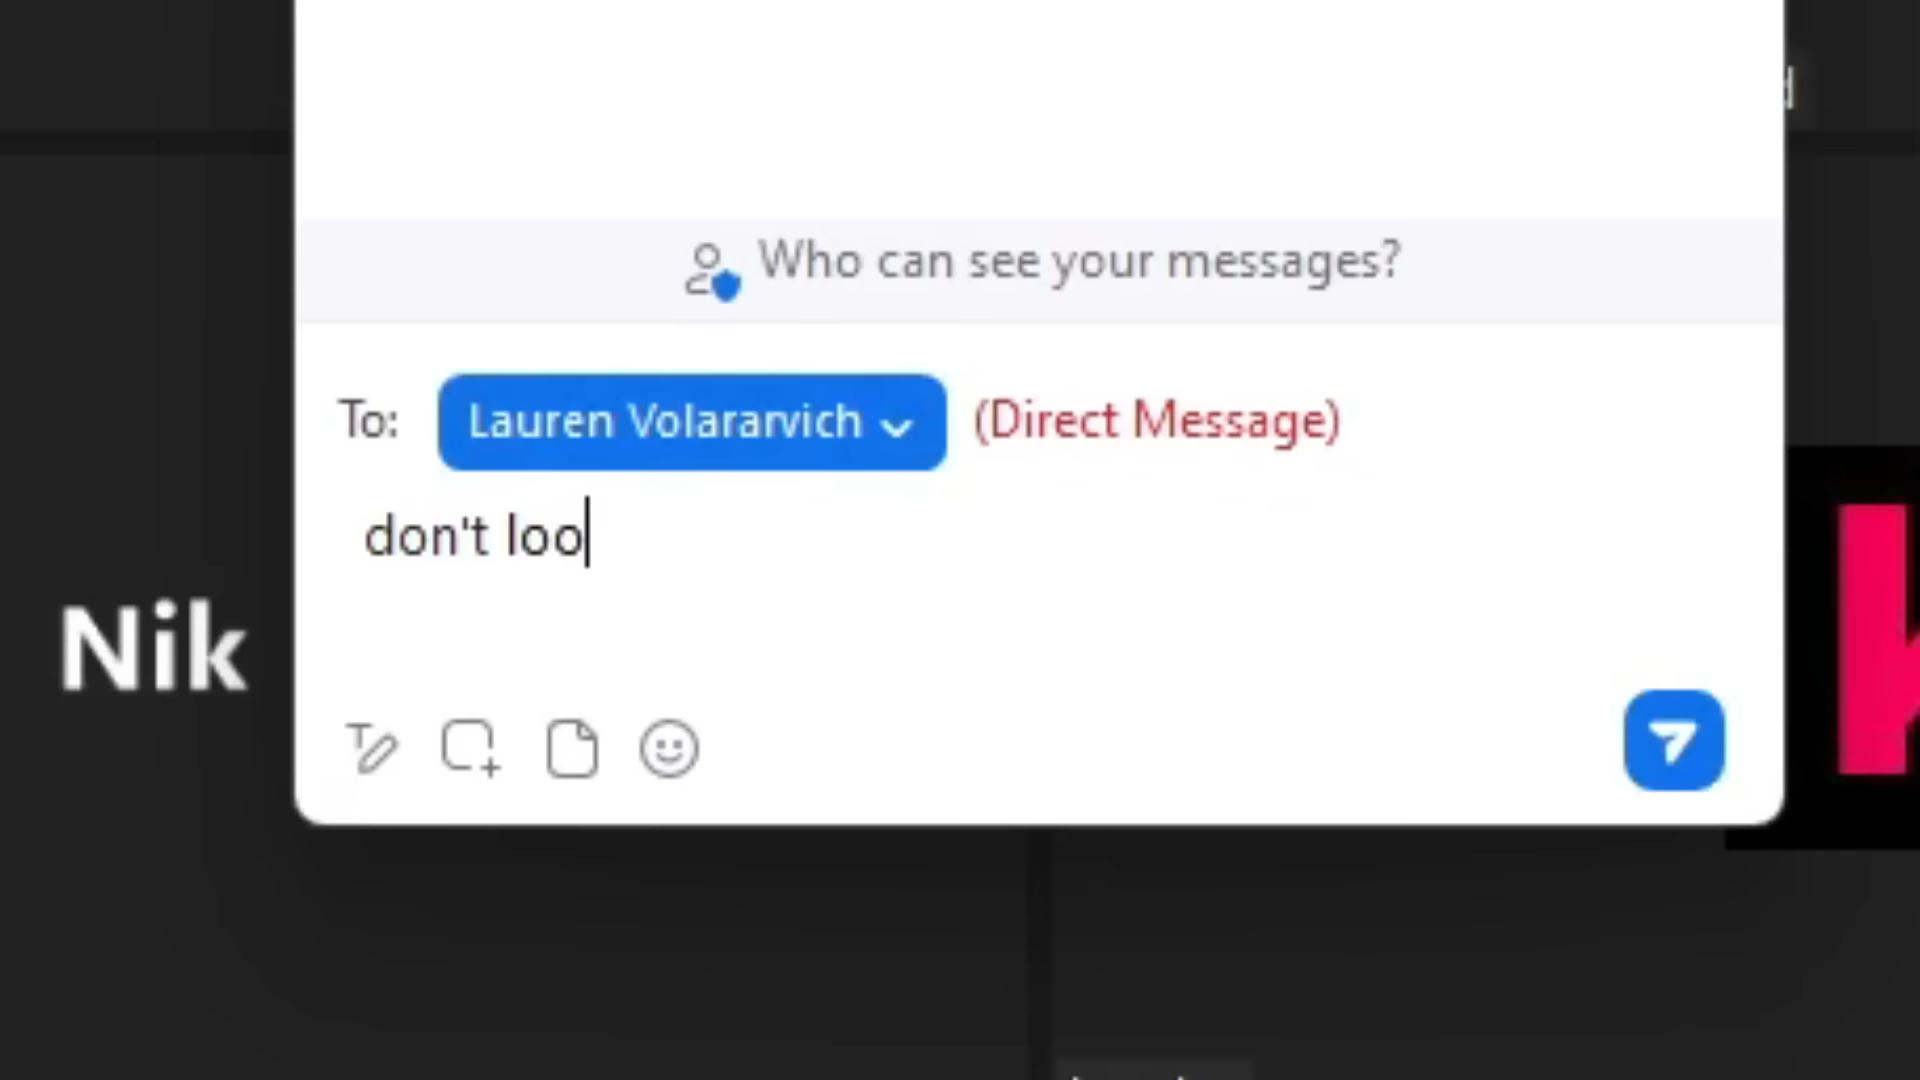 Who can see your messages?
To: Lauren Volararvich (Direct Message)
don't loo
Nik